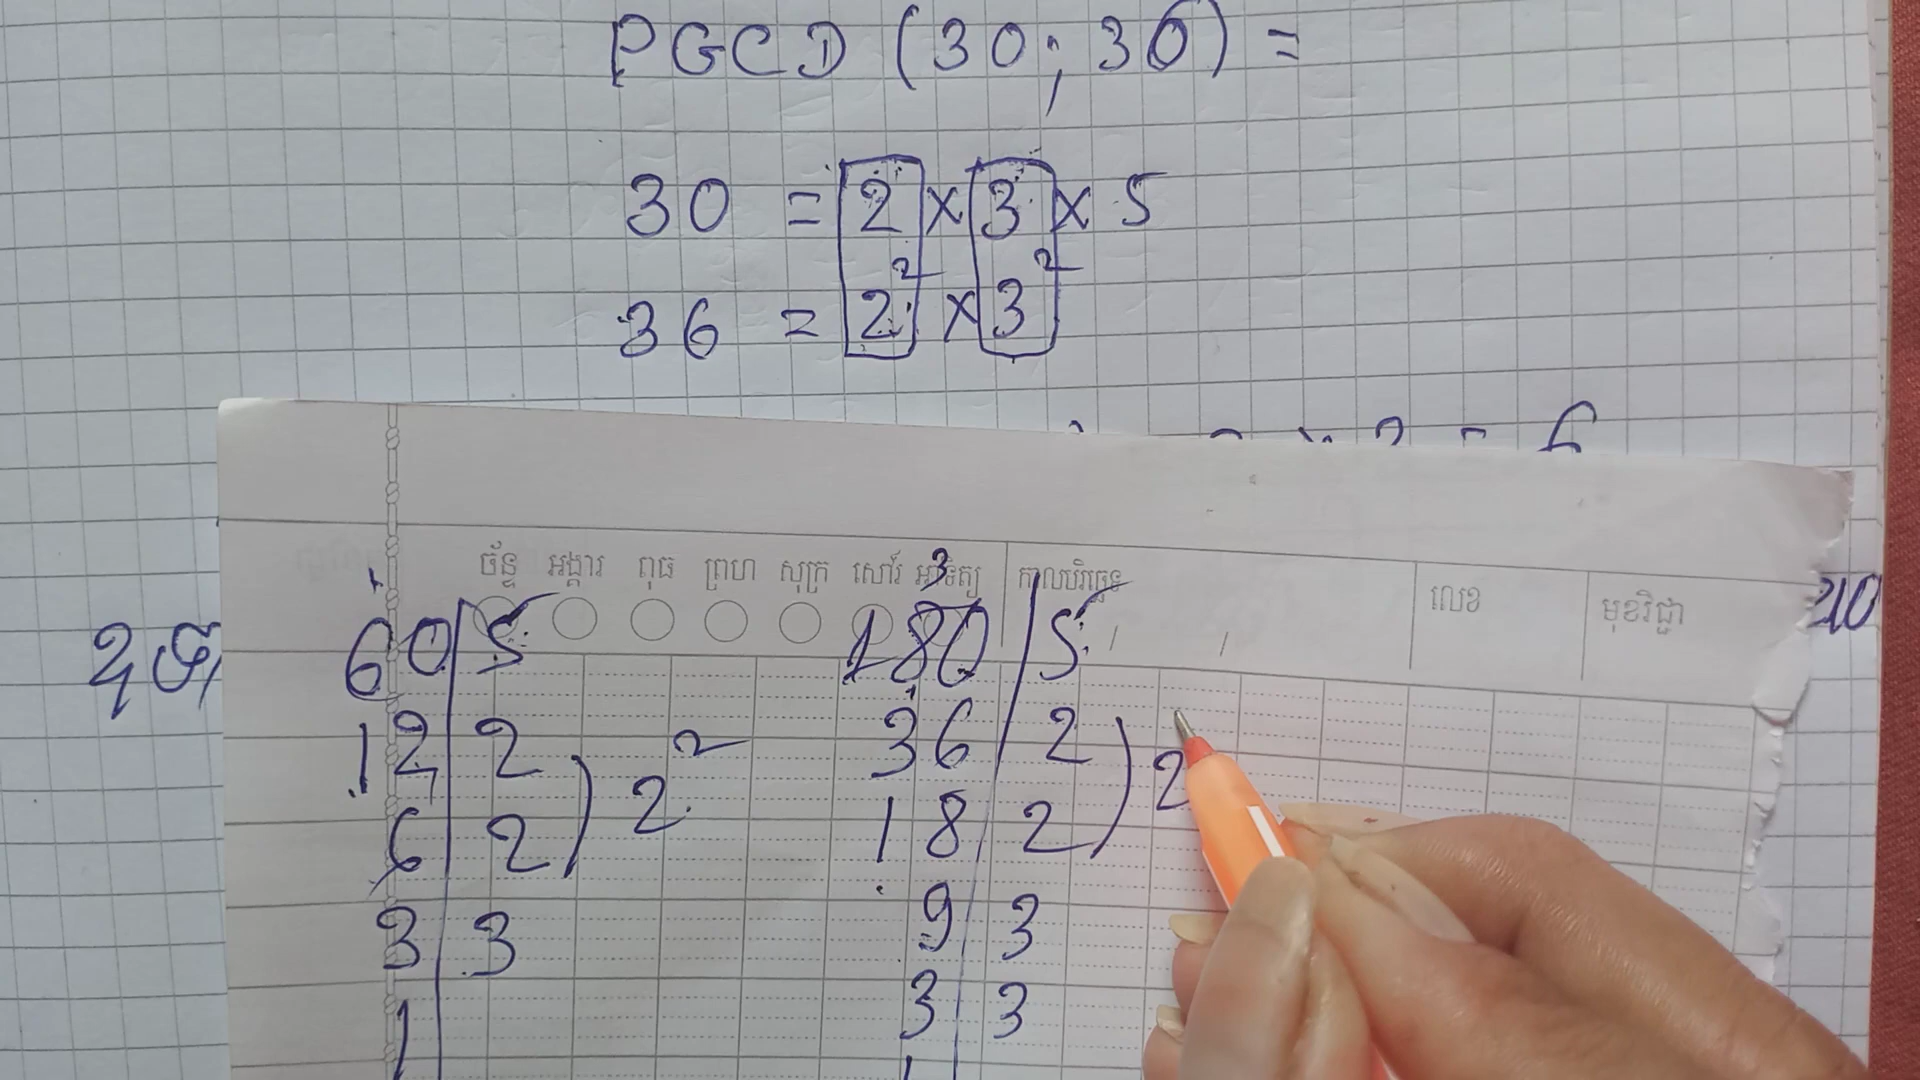 PGCD (30; 36) =
30 = 2 x 3 x 5
36 = 2² x 3²
ច័ន្ទ អង្គារ ពុធ ព្រហ សុក្រ សៅរ៍ អាទិត្យ កាលបរិច្ឆេទ លេខ មុខវិជ្ជា
3
60 5 180 5
12 2 36 2
2² 2
6 2 18 2
3 3 9 3
1 3 3